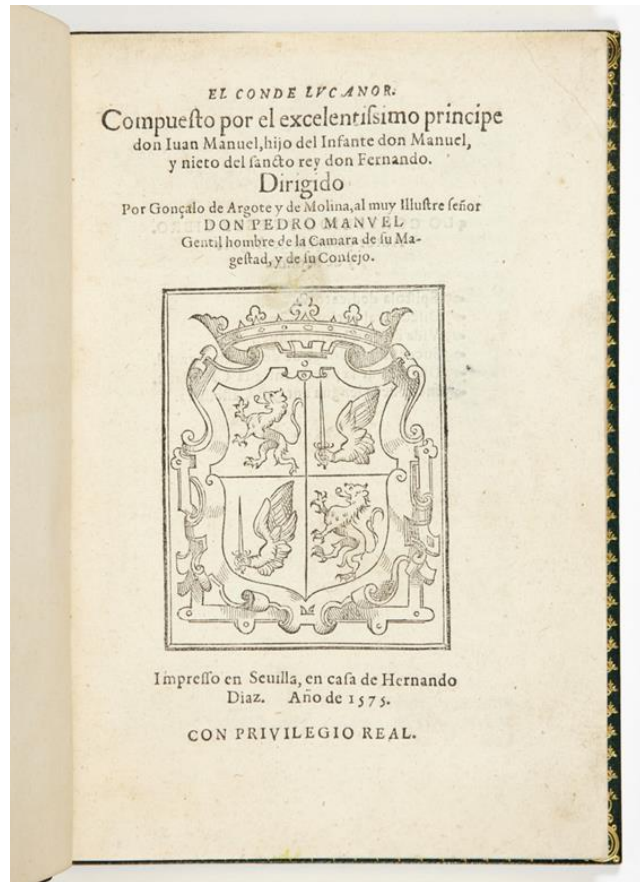 EL CONDE LVCANOR.
Compueſto por el excelentiſsimo principe
don Iuan Manuel, hijo del Infante don Manuel,
y nieto del ſancto rey don Fernando.
Dirigido
Por Gonçalo de Argote y de Molina, al muy Illuſtre ſeñor
DON PEDRO MANVEL
Gentil hombre de la Camara de ſu Ma-
geſtad, y de ſu Conſejo.
Impreſſo en Seuilla, en caſa de Hernando
Diaz. Año de 1575.
CON PRIVILEGIO REAL.